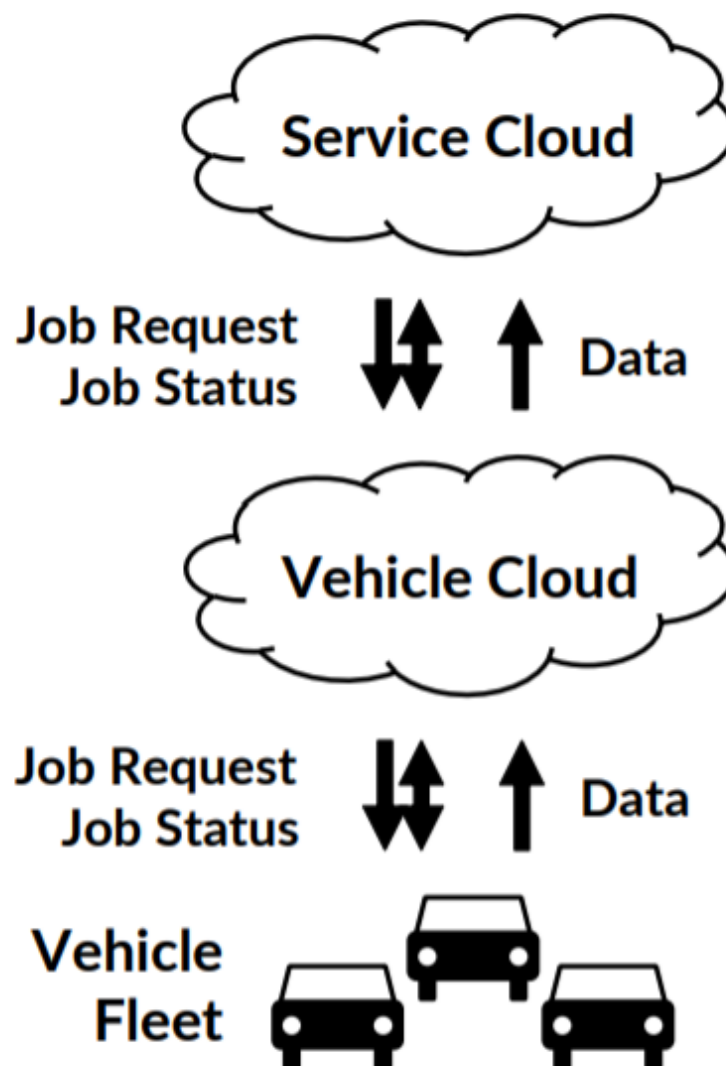 Service Cloud
Job Request
Job Status
Data
Vehicle Cloud
Job Request
Job Status
Data
Vehicle
Fleet